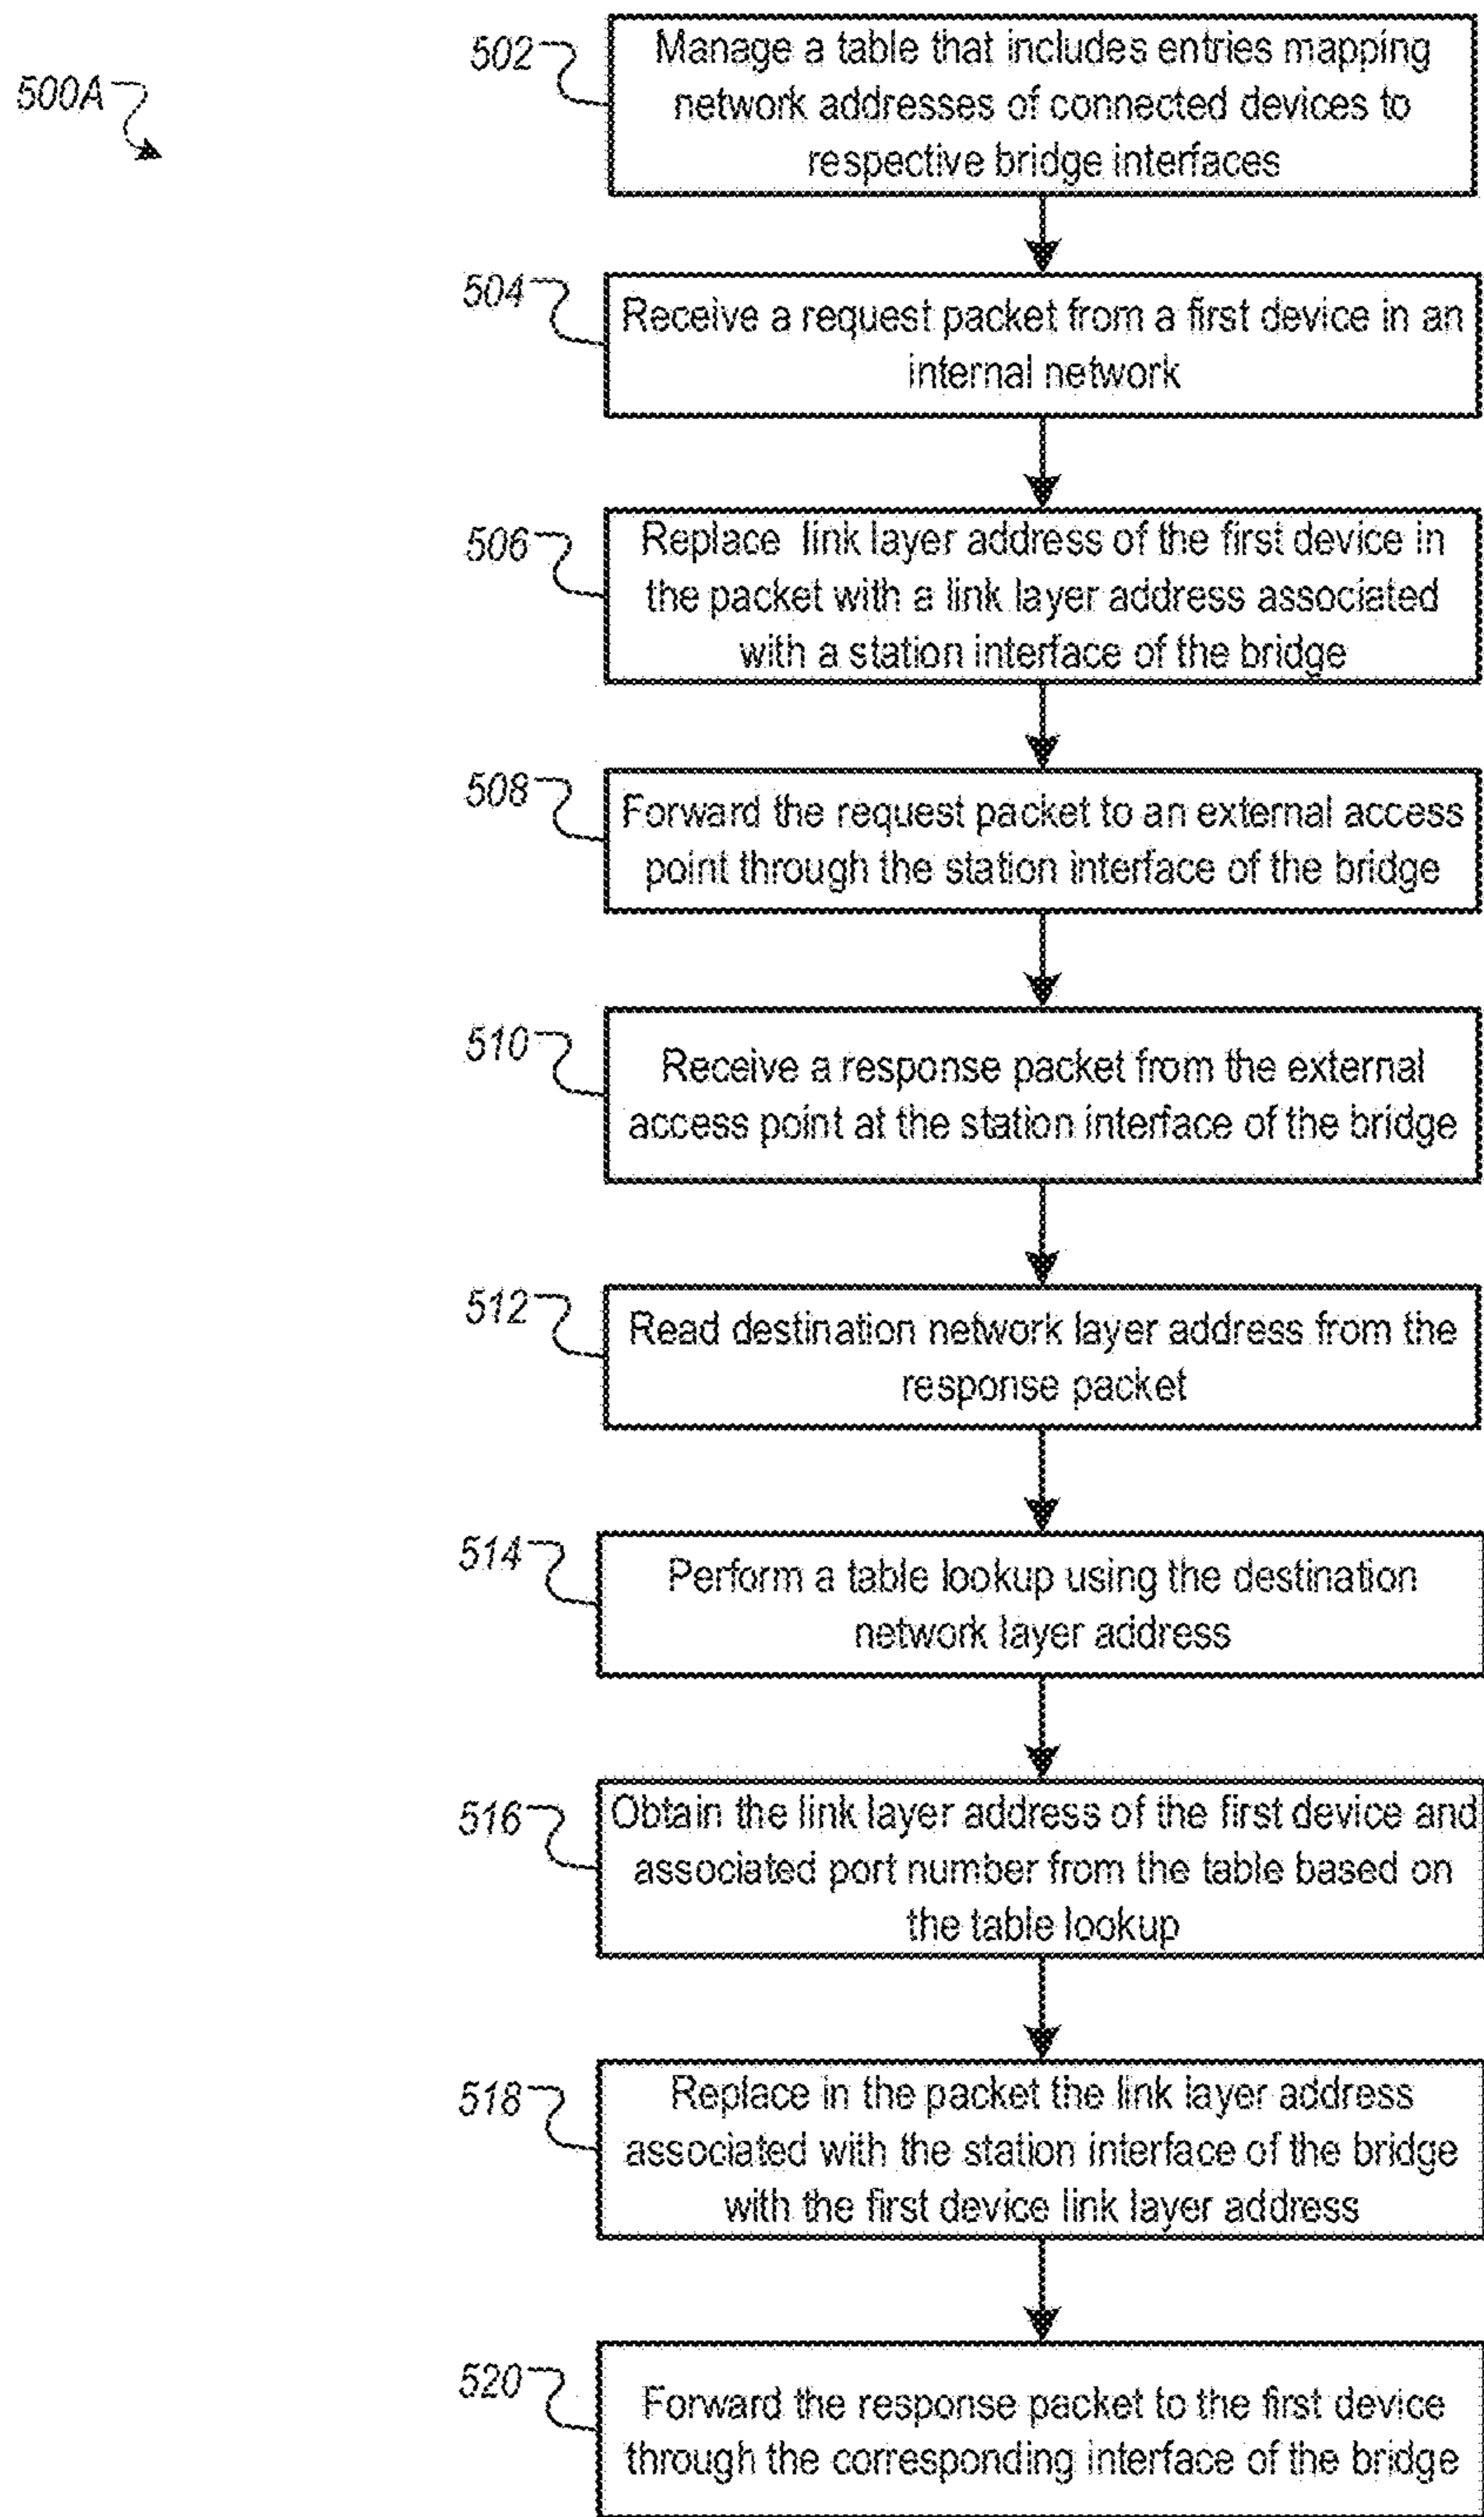 500A
502
Manage a table that includes entries mapping
network addresses of connected devices to
respective bridge interfaces
504
Receive a request packet from a first device in an
internal network
506
Replace link layer address of the first device in
the packet with a link layer address associated
with a station interface of the bridge
508
Forward the request packet to an external access
point through the station interface of the bridge
510
Receive a response packet from the external
access point at the station interface of the bridge
512
Read destination network layer address from the
response packet
514
Perform a table lookup using the destination
network layer address
516
Obtain the link layer address of the first device and
associated port number from the table based on
the table lookup
518
Replace in the packet the link layer address
associated with the station interface of the bridge
with the first device link layer address
520
Forward the response packet to the first device
through the corresponding interface of the bridge